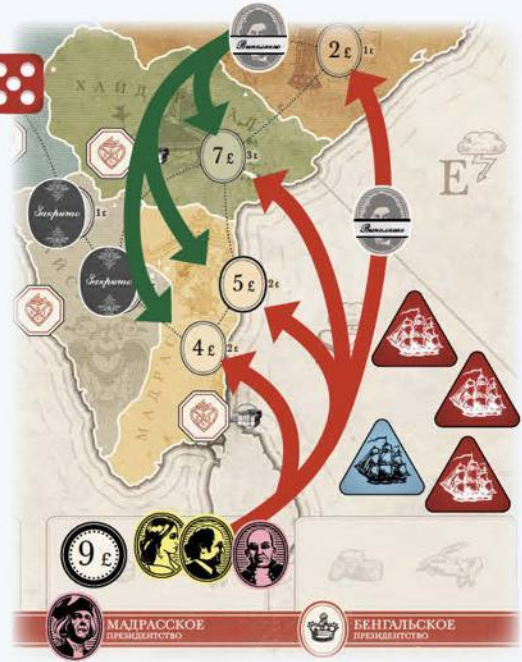 Выполнено
2 £
1£
ХАЙД
А
Л
7 £
3£
Закрыто
1£
Выполнено
E
Закрыто
5 £
2£
4 £
2£
МАДРАС
9 £
МАДРАССКОЕ
ПРЕЗИДЕНТСТВО
БЕНГАЛЬСКОЕ
ПРЕЗИДЕНТСТВО